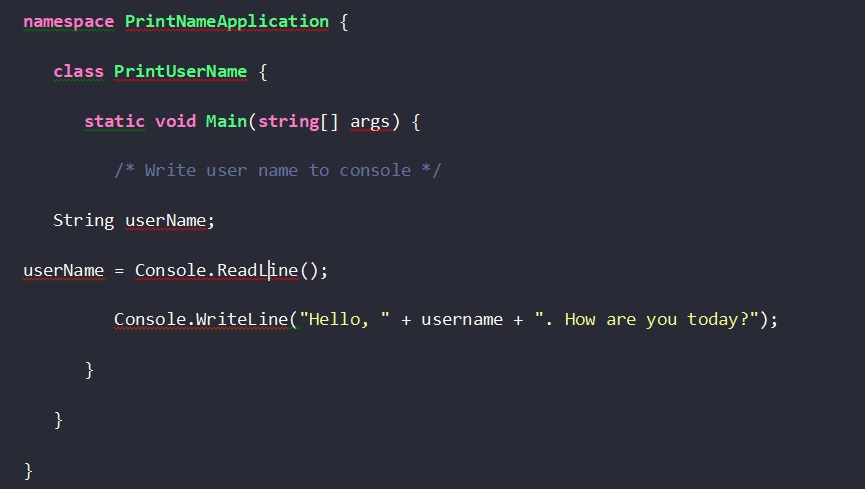 namespace PrintNameApplication {
class PrintUserName {
static void Main(string[] args) {
/* Write user name to console */
String userName;
userName = Console.ReadLine();
Console.WriteLine("Hello, " + username + ". How are you today?");
}
}
}